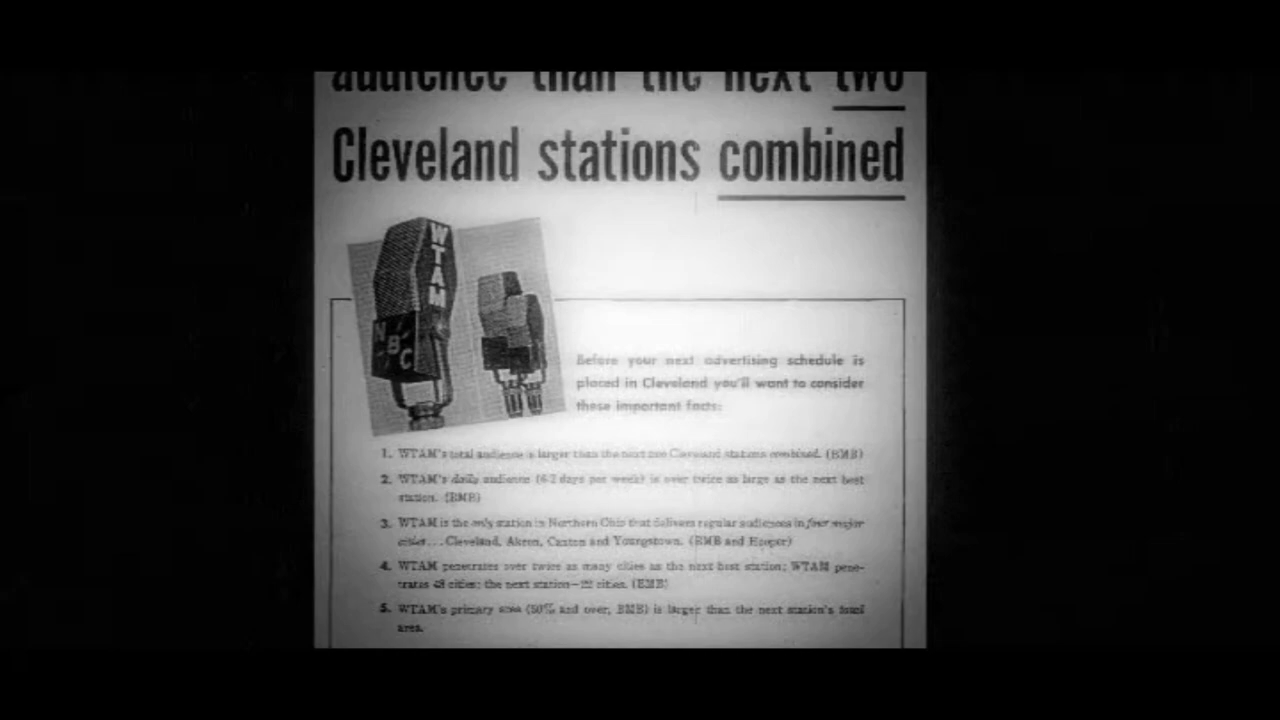 audience than the next two
Cleveland stations combined
WTAM
NBC
Before your next advertising schedule is
placed in Cleveland you'll want to consider
these important facts:
1. WTAM's total audience is larger than the next two Cleveland stations combined. (BMB)
2. WTAM's daily audience (6-7 days per week) is over twice as large as the next best
station. (BMB)
3. WTAM is the only station in Northern Ohio that delivers regular audiences in four major
cities...Cleveland, Akron, Canton and Youngstown. (BMB and Hooper)
4. WTAM penetrates over twice as many cities as the next best station; WTAM pene-
trates cities; the next station— cities. (BMB)
5. WTAM's primary area (50% and over, BMB) is larger than the next station's total
area.